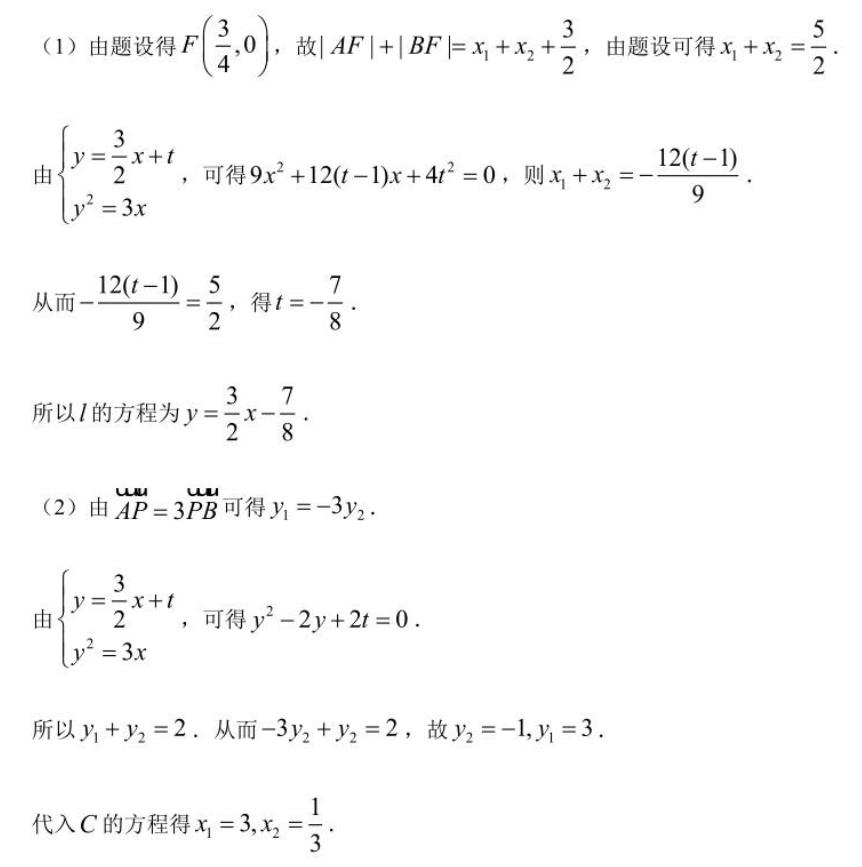 （1）由题设得 $F\left(\frac{3}{4},0\right)$，故 $|AF|+|BF|=x_1+x_2+\frac{3}{2}$，由题设可得 $x_1+x_2=\frac{5}{2}$．
由 $\begin{cases} y=\frac{3}{2}x+t \\ y^2=3x \end{cases}$，可得 $9x^2+12(t-1)x+4t^2=0$，则 $x_1+x_2=-\frac{12(t-1)}{9}$．
从而 $-\frac{12(t-1)}{9}=\frac{5}{2}$，得 $t=-\frac{7}{8}$．
所以 $l$ 的方程为 $y=\frac{3}{2}x-\frac{7}{8}$．
（2）由 $\overrightarrow{AP}=3\overrightarrow{PB}$ 可得 $y_1=-3y_2$．
由 $\begin{cases} y=\frac{3}{2}x+t \\ y^2=3x \end{cases}$，可得 $y^2-2y+2t=0$．
所以 $y_1+y_2=2$．从而 $-3y_2+y_2=2$，故 $y_2=-1,y_1=3$．
代入 $C$ 的方程得 $x_1=3,x_2=\frac{1}{3}$．